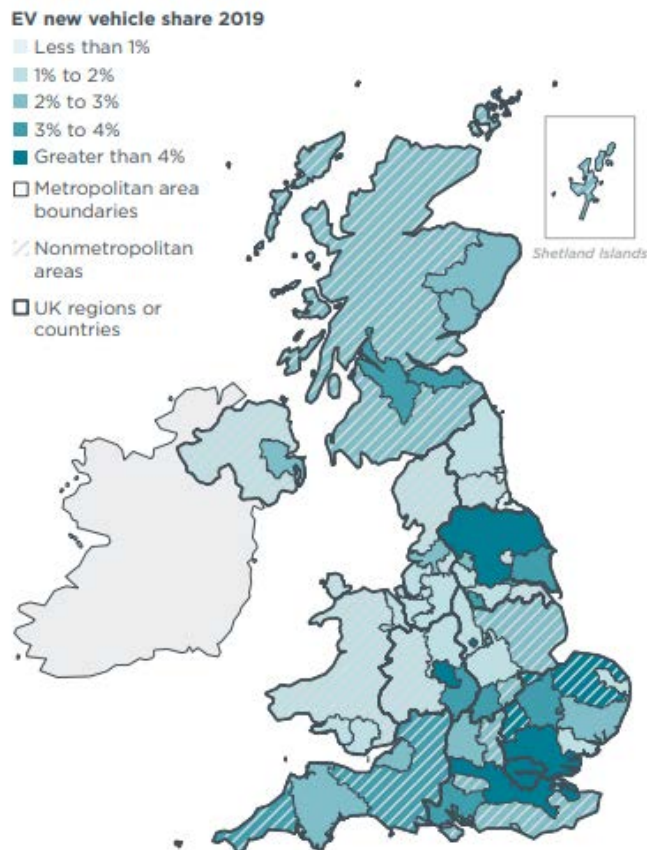 EV new vehicle share 2019
Less than 1%
1% to 2%
2% to 3%
3% to 4%
Greater than 4%
Metropolitan area
boundaries
Nonmetropolitan
areas
UK regions or
countries
Shetland Islands